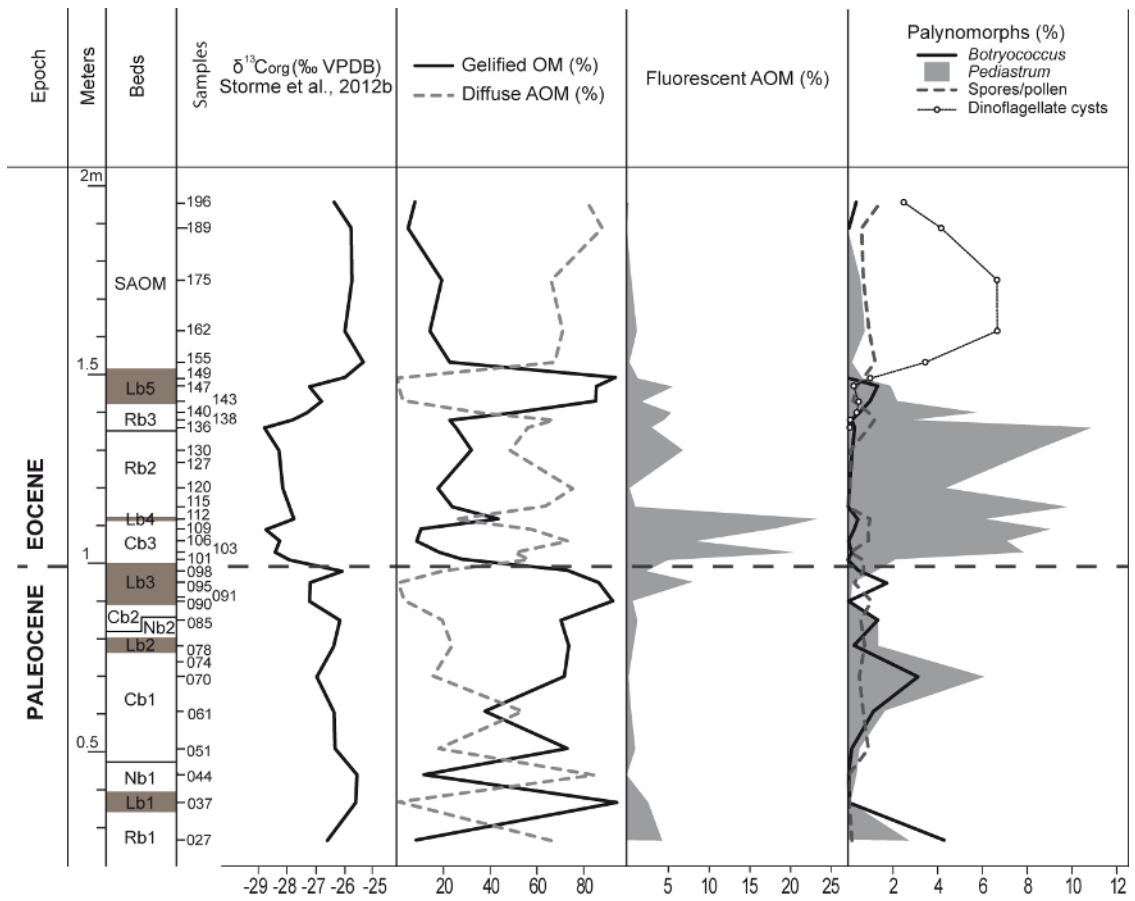 Epoch
Meters
Beds
Samples
δ¹³Corg (‰ VPDB)
Storme et al., 2012b
Gelified OM (%)
Diffuse AOM (%)
Fluorescent AOM (%)
Palynomorphs (%)
Botryococcus
Pediastrum
Spores/pollen
Dinoflagellate cysts
EOCENE
PALEOCENE
2m
1.5
1
0.5
SAOM
Lb5
Rb3
Rb2
Lb4
Cb3
Lb3
Cb2
Nb2
Lb2
Cb1
Nb1
Lb1
Rb1
196
189
175
162
155
149
147
143
140
138
136
130
127
120
115
112
109
106
103
101
098
095
091
090
085
078
074
070
061
051
044
037
027
-29 -28 -27 -26 -25
20 40 60 80
5 10 15 20 25
2 4 6 8 10 12